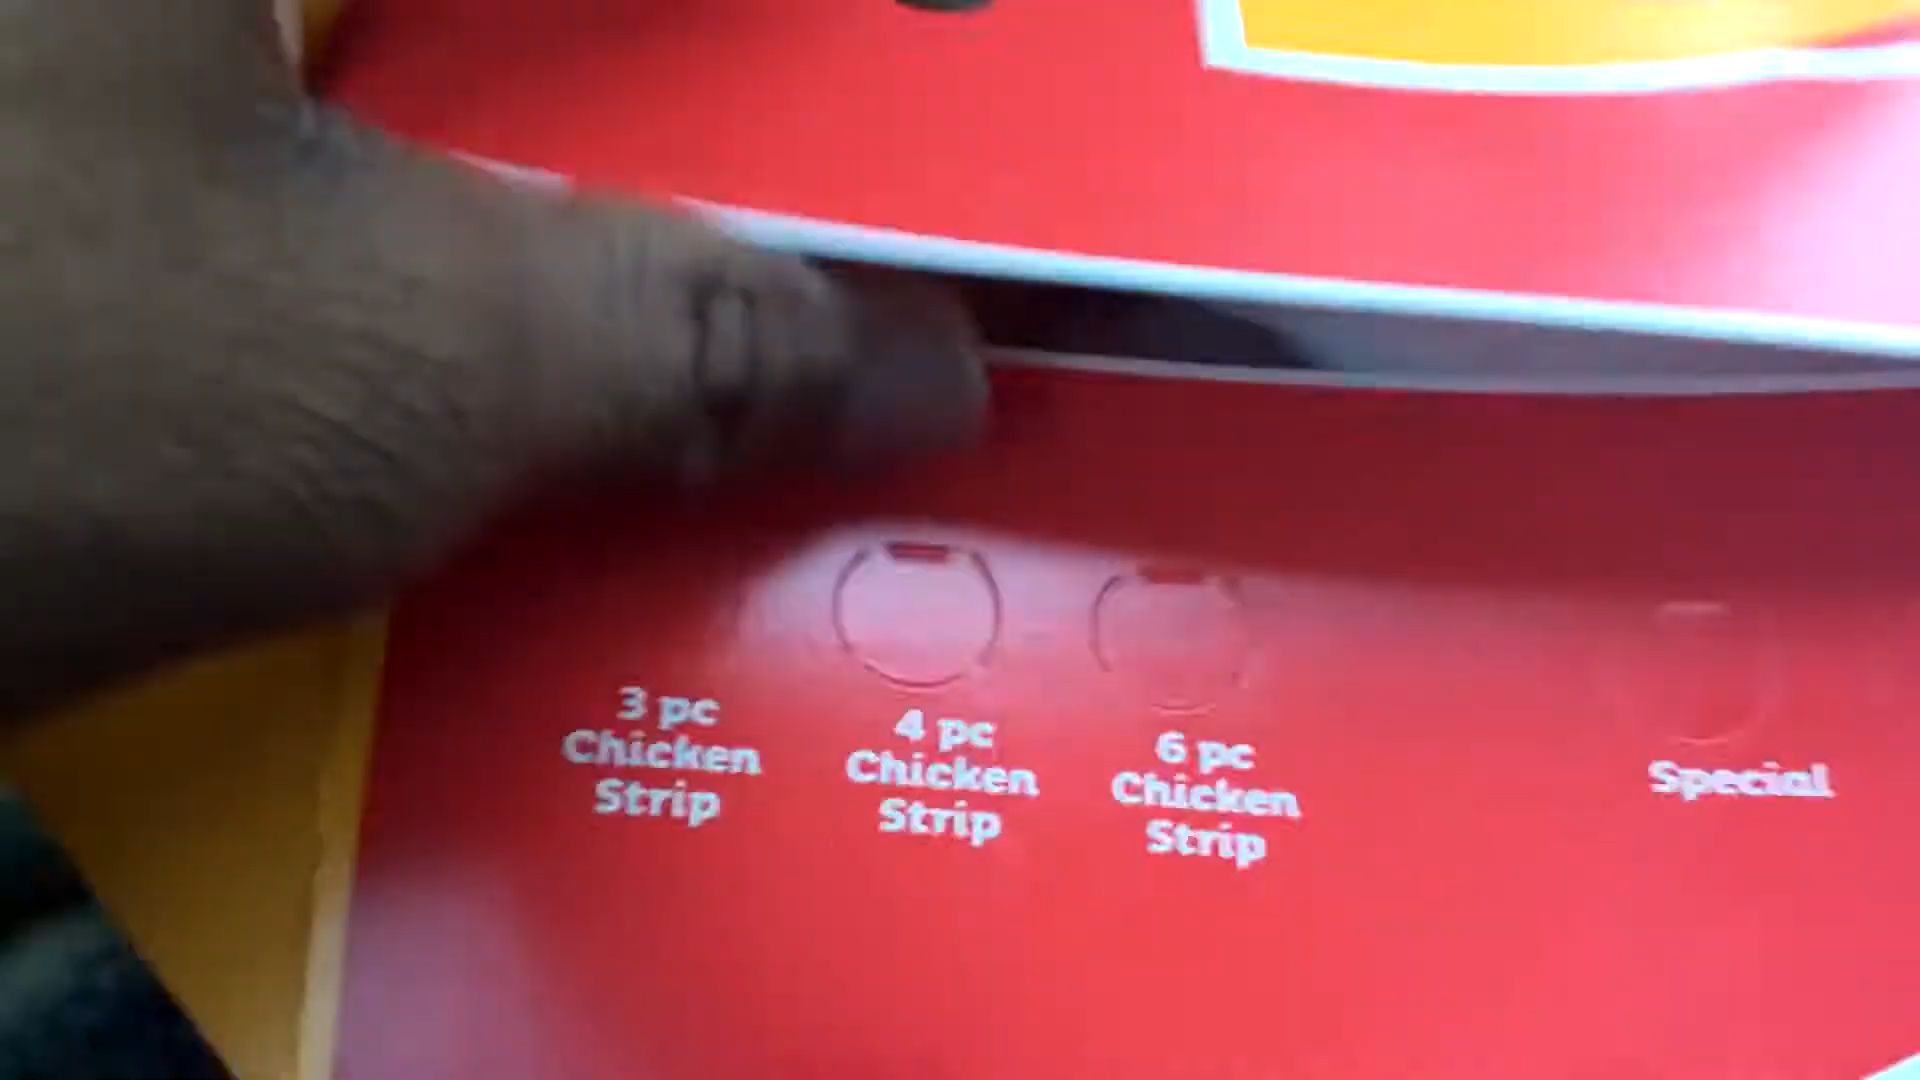 3 pc
Chicken
Strip
4 pc
Chicken
Strip
6 pc
Chicken
Strip
Special